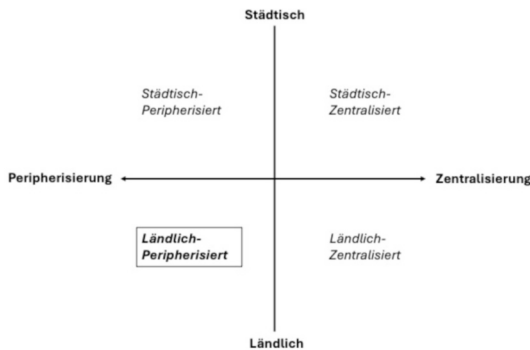 Städtisch
Städtisch-
Peripherisiert
Städtisch-
Zentralisiert
Peripherisierung
Zentralisierung
Ländlich-
Peripherisiert
Ländlich-
Zentralisiert
Ländlich